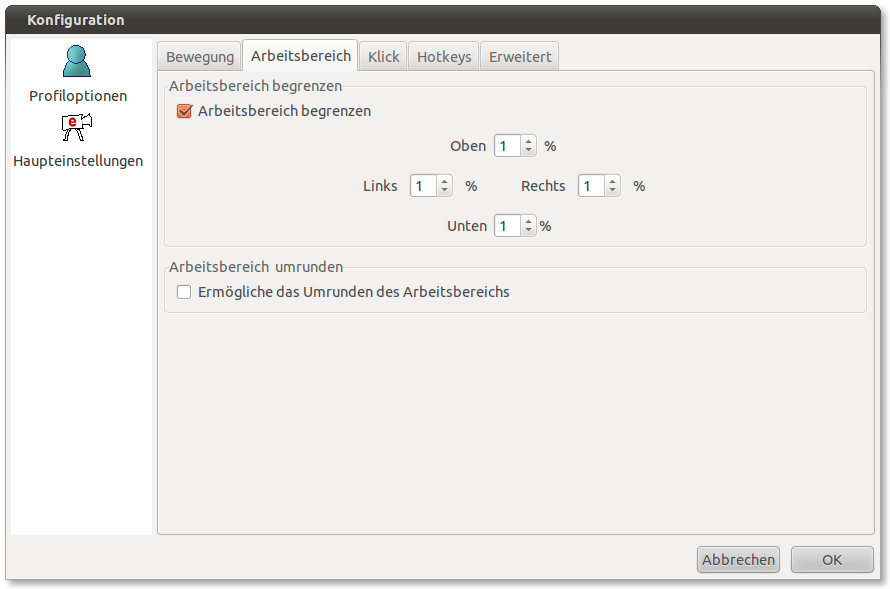 Konfiguration
Profiloptionen
e
Haupteinstellungen
Bewegung Arbeitsbereich Klick Hotkeys Erweitert
Arbeitsbereich begrenzen
Arbeitsbereich begrenzen
Oben 1 %
Links 1 % Rechts 1 %
Unten 1 %
Arbeitsbereich umrunden
Ermögliche das Umrunden des Arbeitsbereichs
Abbrechen OK